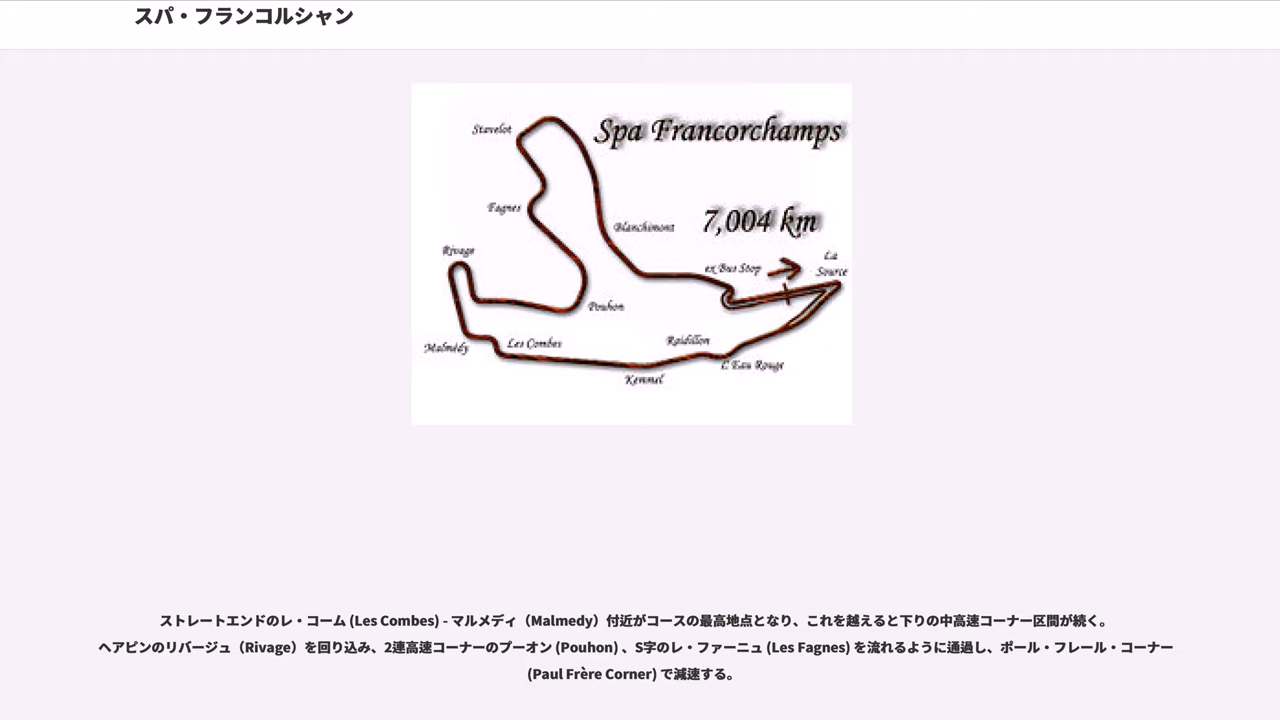 スパ・フランコルシャン
Spa Francorchamps
Stavelot
Fagnes
7,004 km
Blanchimont
Rivage
ex Bus Stop
La
Source
Pouhon
Malmédy
Les Combes
Raidillon
L'Eau Rouge
Kemmel
ストレートエンドのレ・コーム (Les Combes) - マルメディ（Malmedy）付近がコースの最高地点となり、これを越えると下りの中高速コーナー区間が続く。
ヘアピンのリバージュ（Rivage）を回り込み、2連高速コーナーのプーオン (Pouhon) 、S字のレ・ファーニュ (Les Fagnes) を流れるように通過し、ポール・フレール・コーナー
(Paul Frère Corner) で減速する。